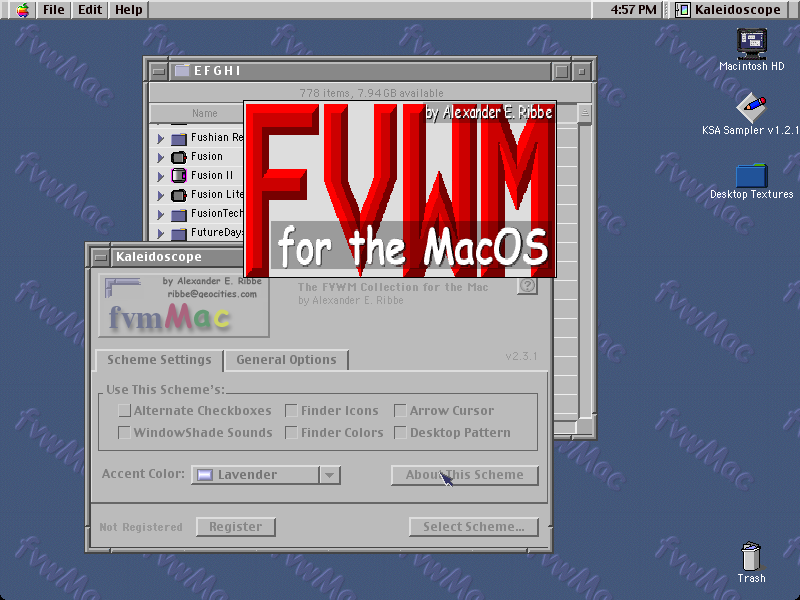 File Edit Help
4:57 PM
Kaleidoscope
fvwMac
Macintosh HD
KSA Sampler v1.2.1
Desktop Textures
Trash
E F G H I
778 items, 7.94 GB available
Name
Fushian Re
Fusion
Fusion II
Fusion Lite
FusionTech
FutureDays
by Alexander E. Ribbe
FVWM
for the MacOS
Kaleidoscope
by Alexander E. Ribbe
ribbe@geocities.com
fvmMac
The FVWM Collection for the Mac
by Alexander E. Ribbe
?
v2.3.1
Scheme Settings
General Options
Use This Scheme's:
Alternate Checkboxes
Finder Icons
Arrow Cursor
WindowShade Sounds
Finder Colors
Desktop Pattern
Accent Color:
Lavender
About This Scheme
Not Registered
Register
Select Scheme...